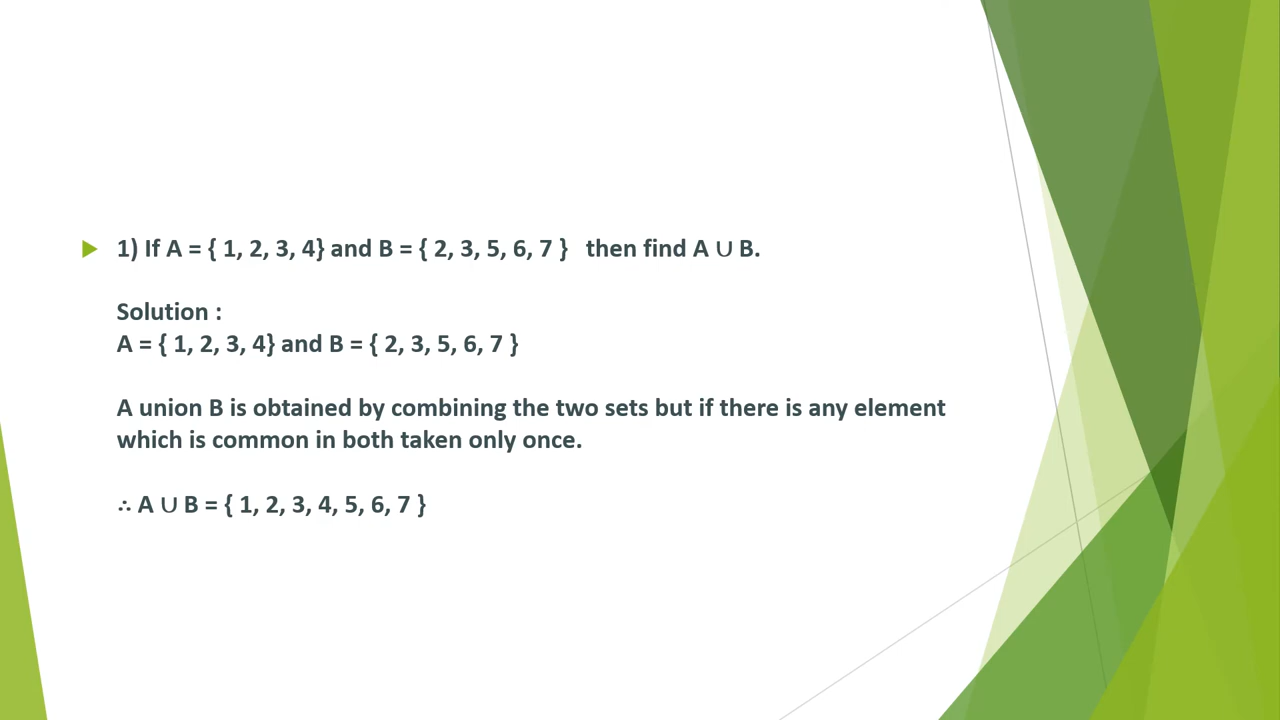 1) If A = { 1, 2, 3, 4} and B = { 2, 3, 5, 6, 7 } then find A ∪ B.
Solution :
A = { 1, 2, 3, 4} and B = { 2, 3, 5, 6, 7 }
A union B is obtained by combining the two sets but if there is any element
which is common in both taken only once.
∴ A ∪ B = { 1, 2, 3, 4, 5, 6, 7 }